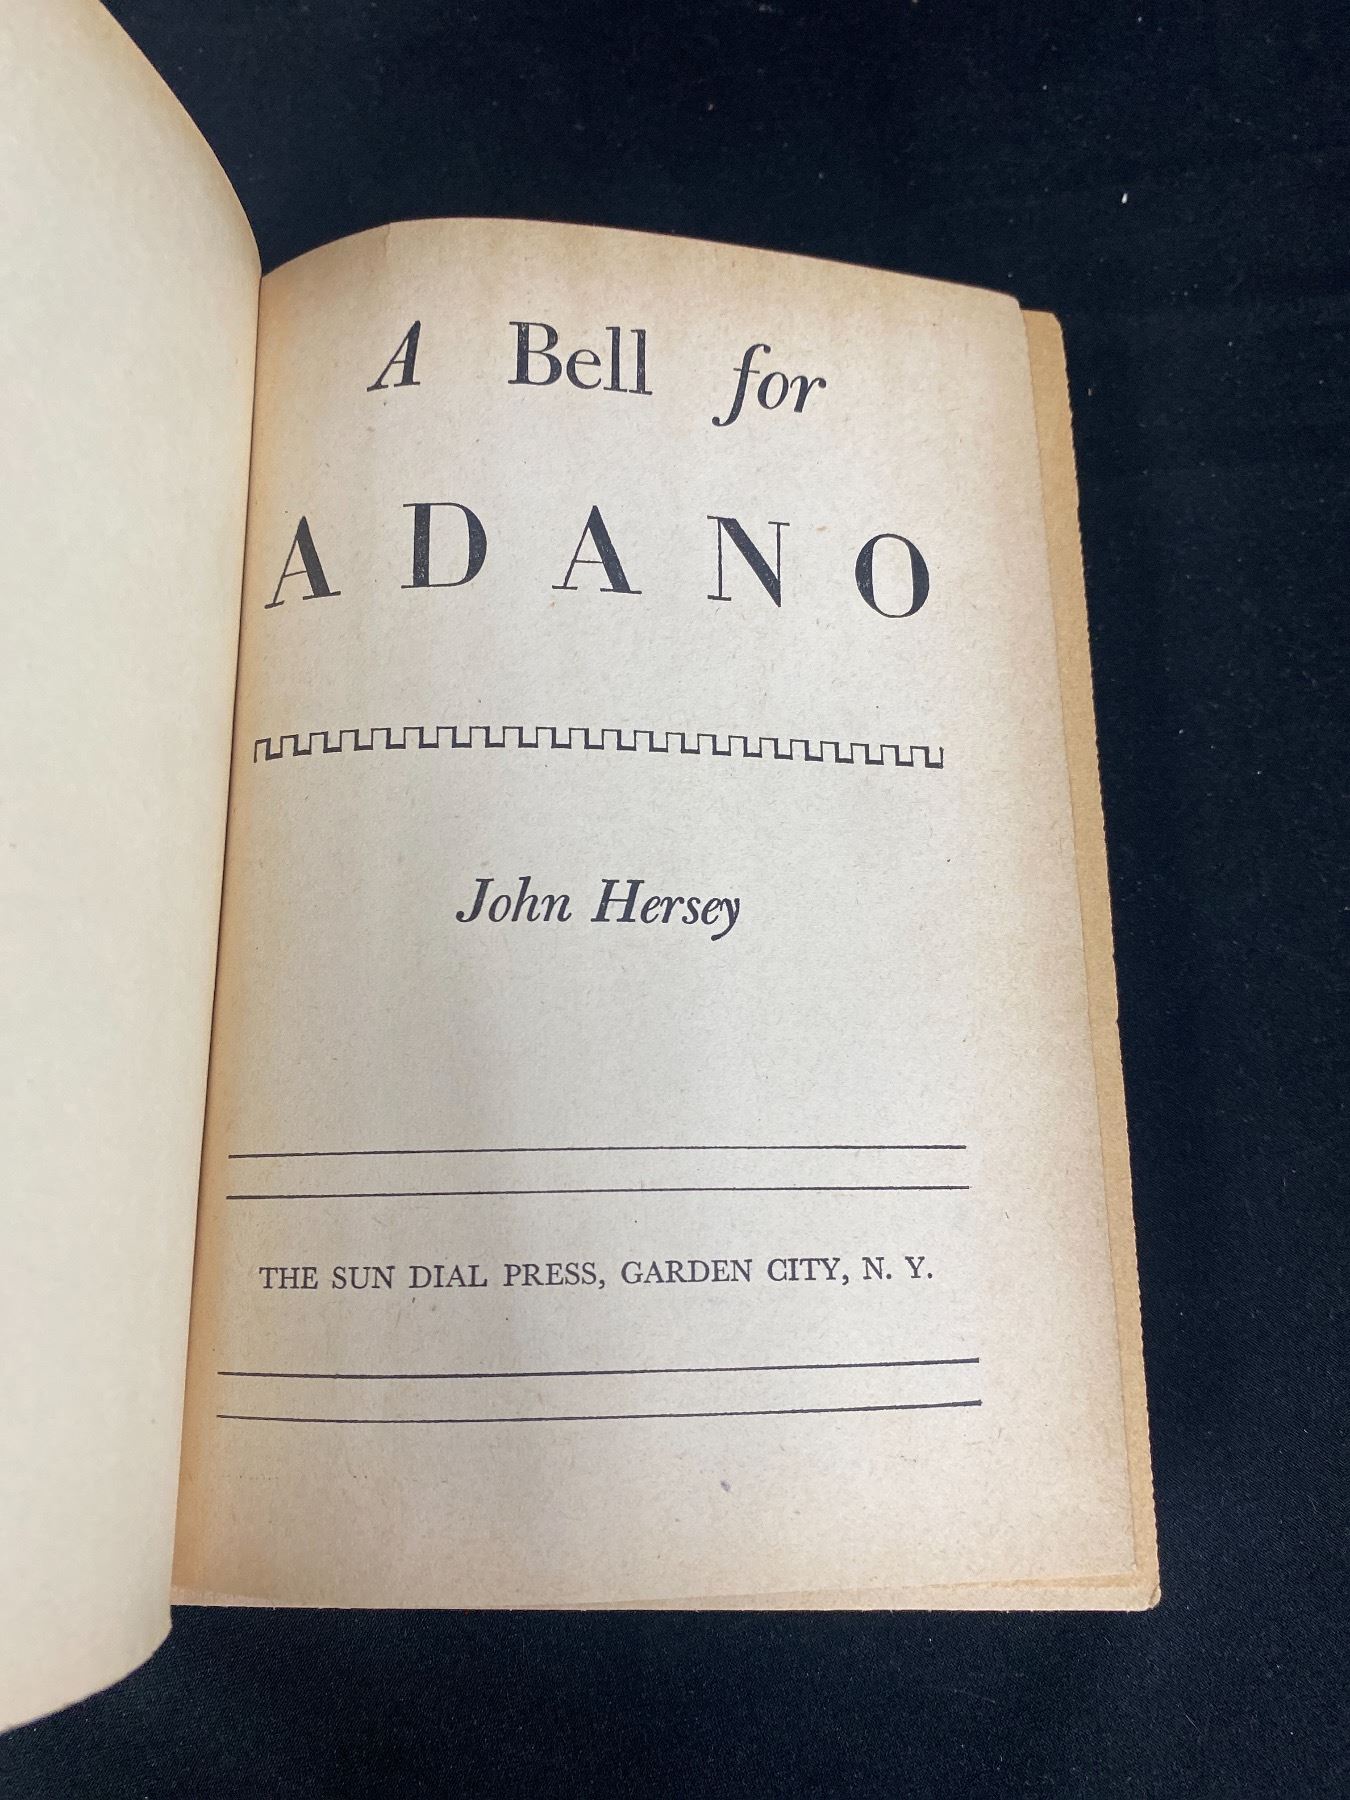 A Bell for
ADANO
John Hersey
THE SUN DIAL PRESS, GARDEN CITY, N. Y.